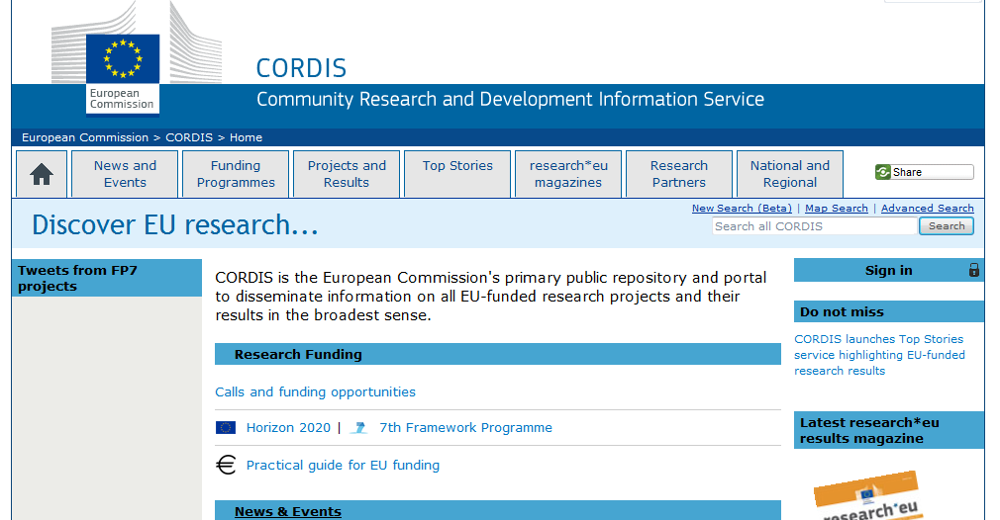 European
Commission
CORDIS
Community Research and Development Information Service
European Commission > CORDIS > Home
News and
Events
Funding
Programmes
Projects and
Results
Top Stories
research*eu
magazines
Research
Partners
National and
Regional
Share
Discover EU research...
New Search (Beta) | Map Search | Advanced Search
Search all CORDIS
Search
Tweets from FP7
projects
CORDIS is the European Commission's primary public repository and portal
to disseminate information on all EU-funded research projects and their
results in the broadest sense.
Research Funding
Calls and funding opportunities
Horizon 2020 | 7th Framework Programme
€ Practical guide for EU funding
News & Events
Sign in
Do not miss
CORDIS launches Top Stories
service highlighting EU-funded
research results
Latest research*eu
results magazine
research*eu